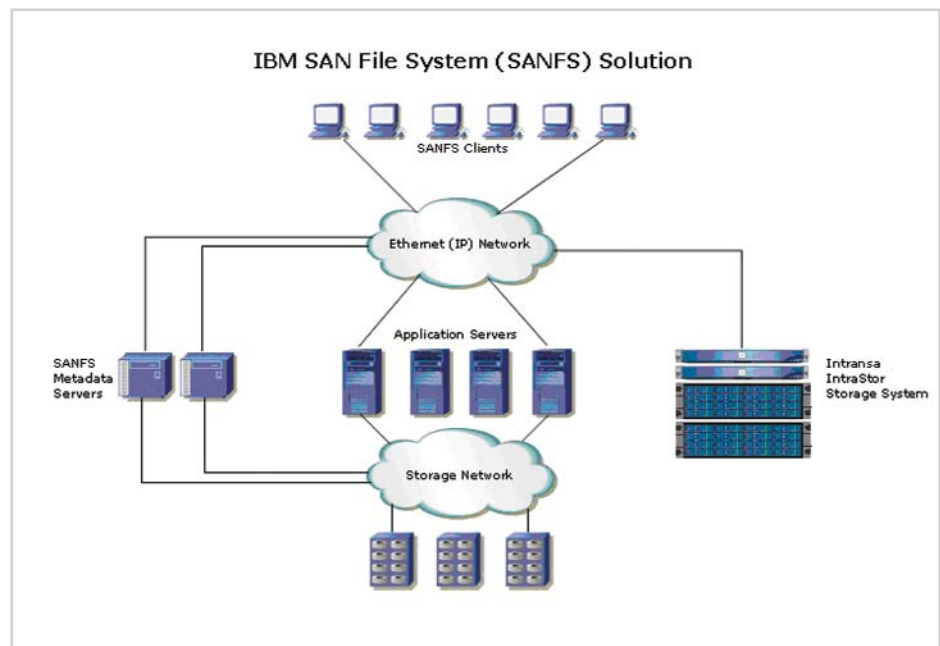 IBM SAN File System (SANFS) Solution
SANFS Clients
Ethernet (IP) Network
Application Servers
SANFS
Metadata
Servers
Intransa
IntraStor
Storage System
Storage Network